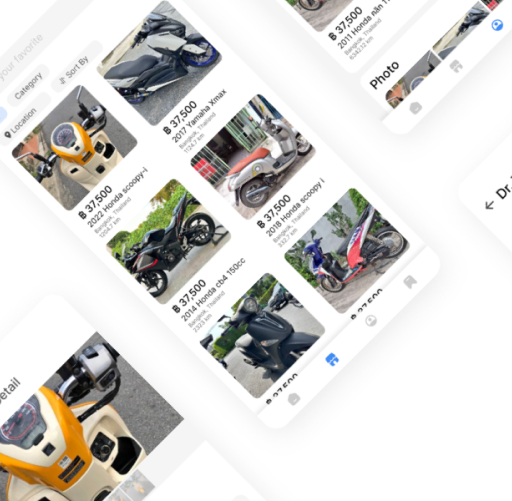 your favorite
Category
Sort By
Location
฿ 37,500
2017 Yamaha Xmax
Bangkok, Thailand
฿ 37,500
2022 Honda scoopy-i
Bangkok, Thailand
฿ 37,500
2018 Honda scoopy i
Bangkok, Thailand
฿ 37,500
2014 Honda cb4 150cc
Bangkok, Thailand
2323 km
฿ 37,500
฿ 37,500
฿ 37,500
2011 Honda
Bangkok, Thailand
Photo
← Dr.
etail